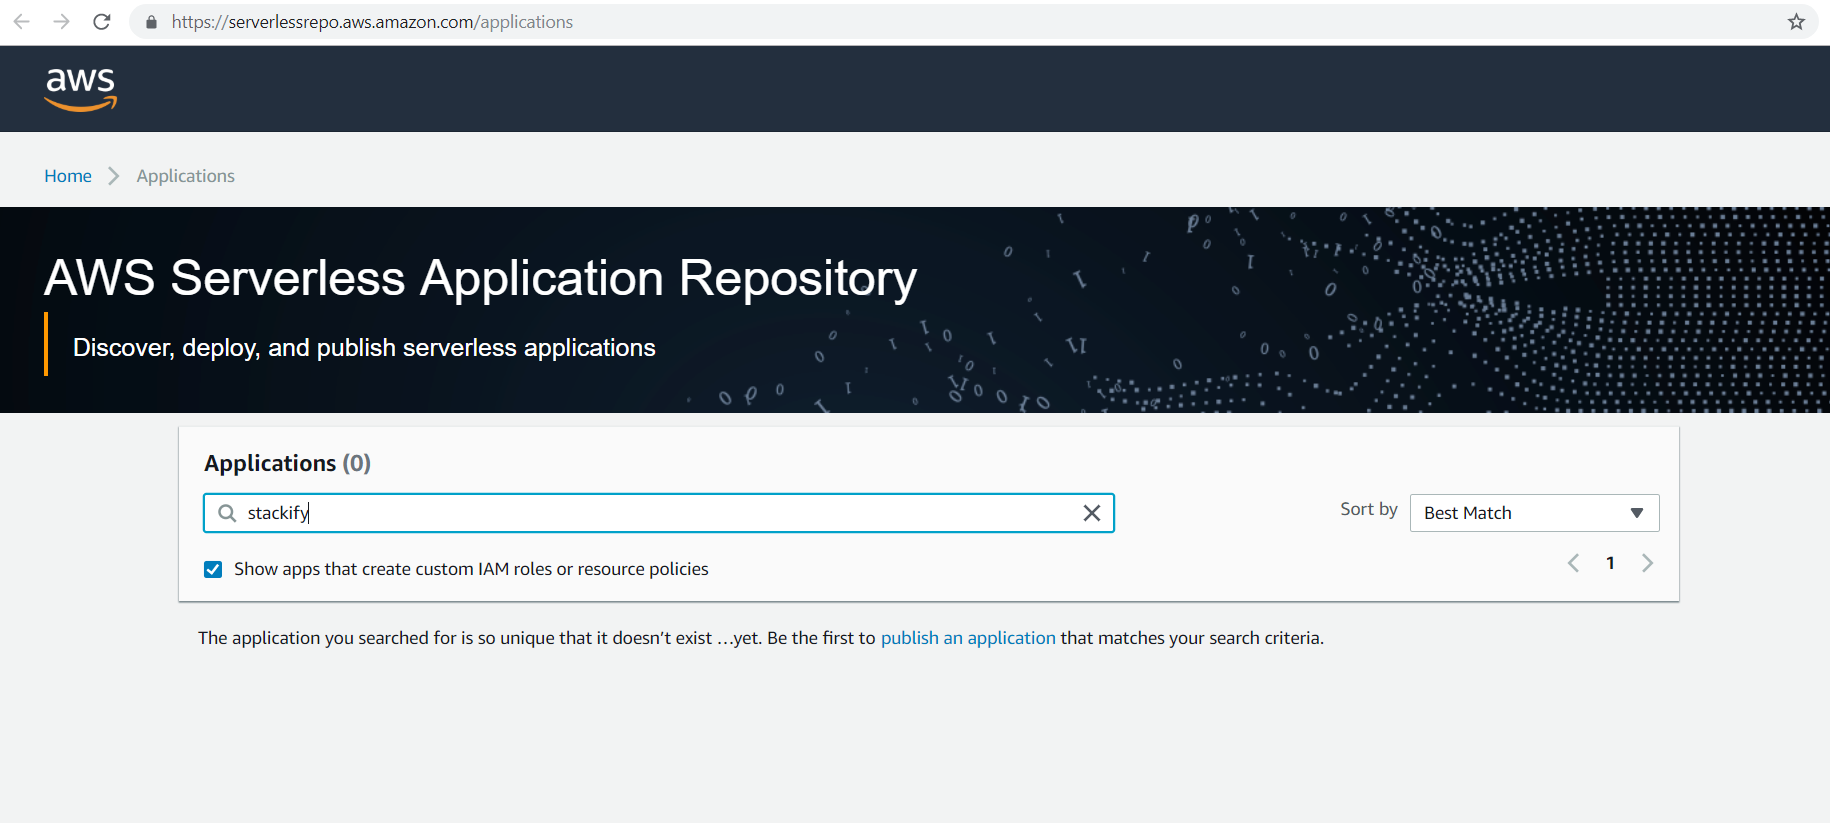 https://serverlessrepo.aws.amazon.com/applications
aws
Home Applications
AWS Serverless Application Repository
Discover, deploy, and publish serverless applications
Applications (0)
stackify
Sort by Best Match
Show apps that create custom IAM roles or resource policies
1
The application you searched for is so unique that it doesn’t exist …yet. Be the first to publish an application that matches your search criteria.